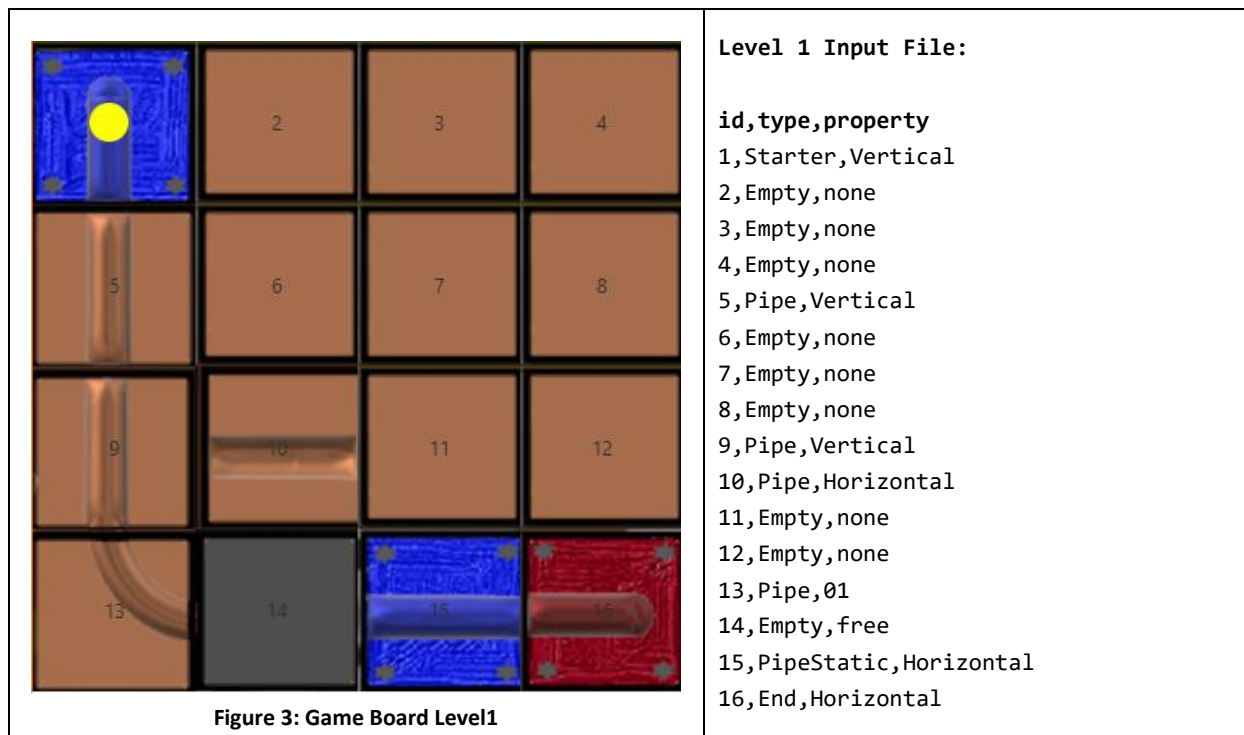 2 3 4
5 6 7 8
9 10 11 12
13 14 15 16
Figure 3: Game Board Level1
Level 1 Input File:
id,type,property
1,Starter,Vertical
2,Empty,none
3,Empty,none
4,Empty,none
5,Pipe,Vertical
6,Empty,none
7,Empty,none
8,Empty,none
9,Pipe,Vertical
10,Pipe,Horizontal
11,Empty,none
12,Empty,none
13,Pipe,01
14,Empty,free
15,PipeStatic,Horizontal
16,End,Horizontal